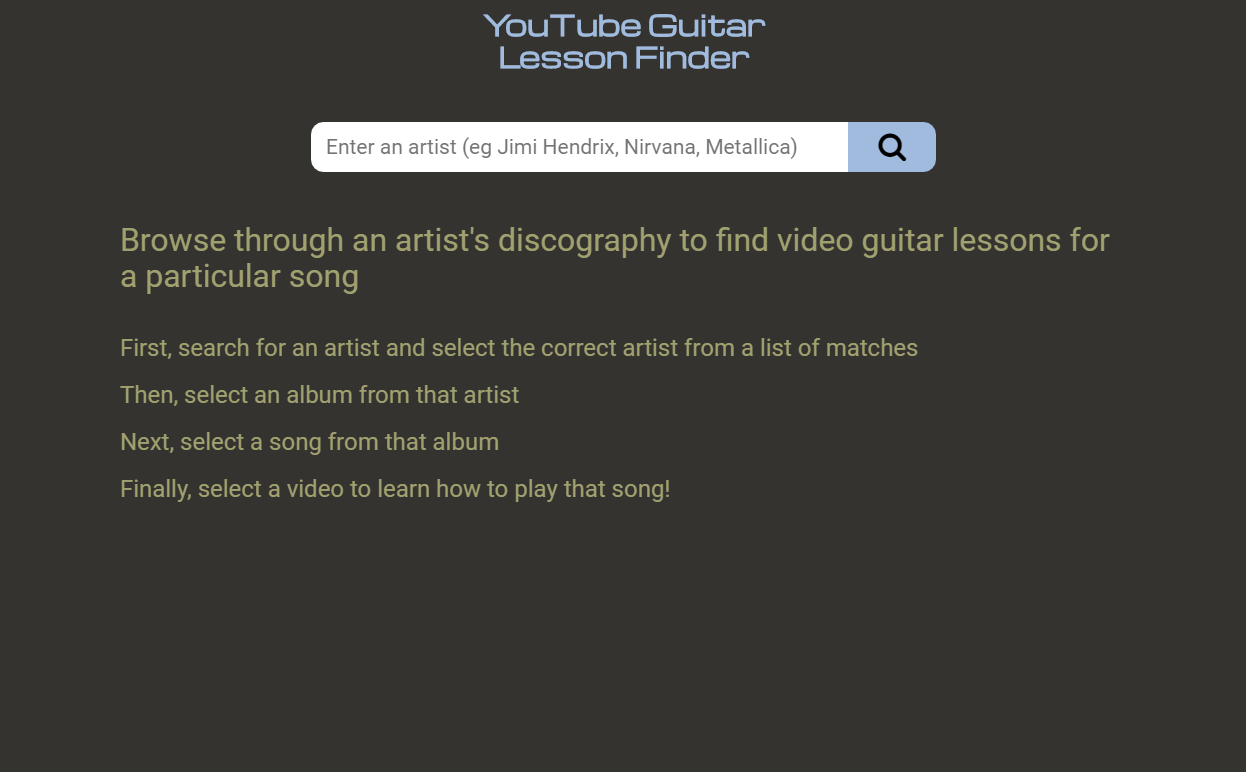 YouTube Guitar
Lesson Finder
Enter an artist (eg Jimi Hendrix, Nirvana, Metallica)
Browse through an artist's discography to find video guitar lessons for
a particular song
First, search for an artist and select the correct artist from a list of matches
Then, select an album from that artist
Next, select a song from that album
Finally, select a video to learn how to play that song!